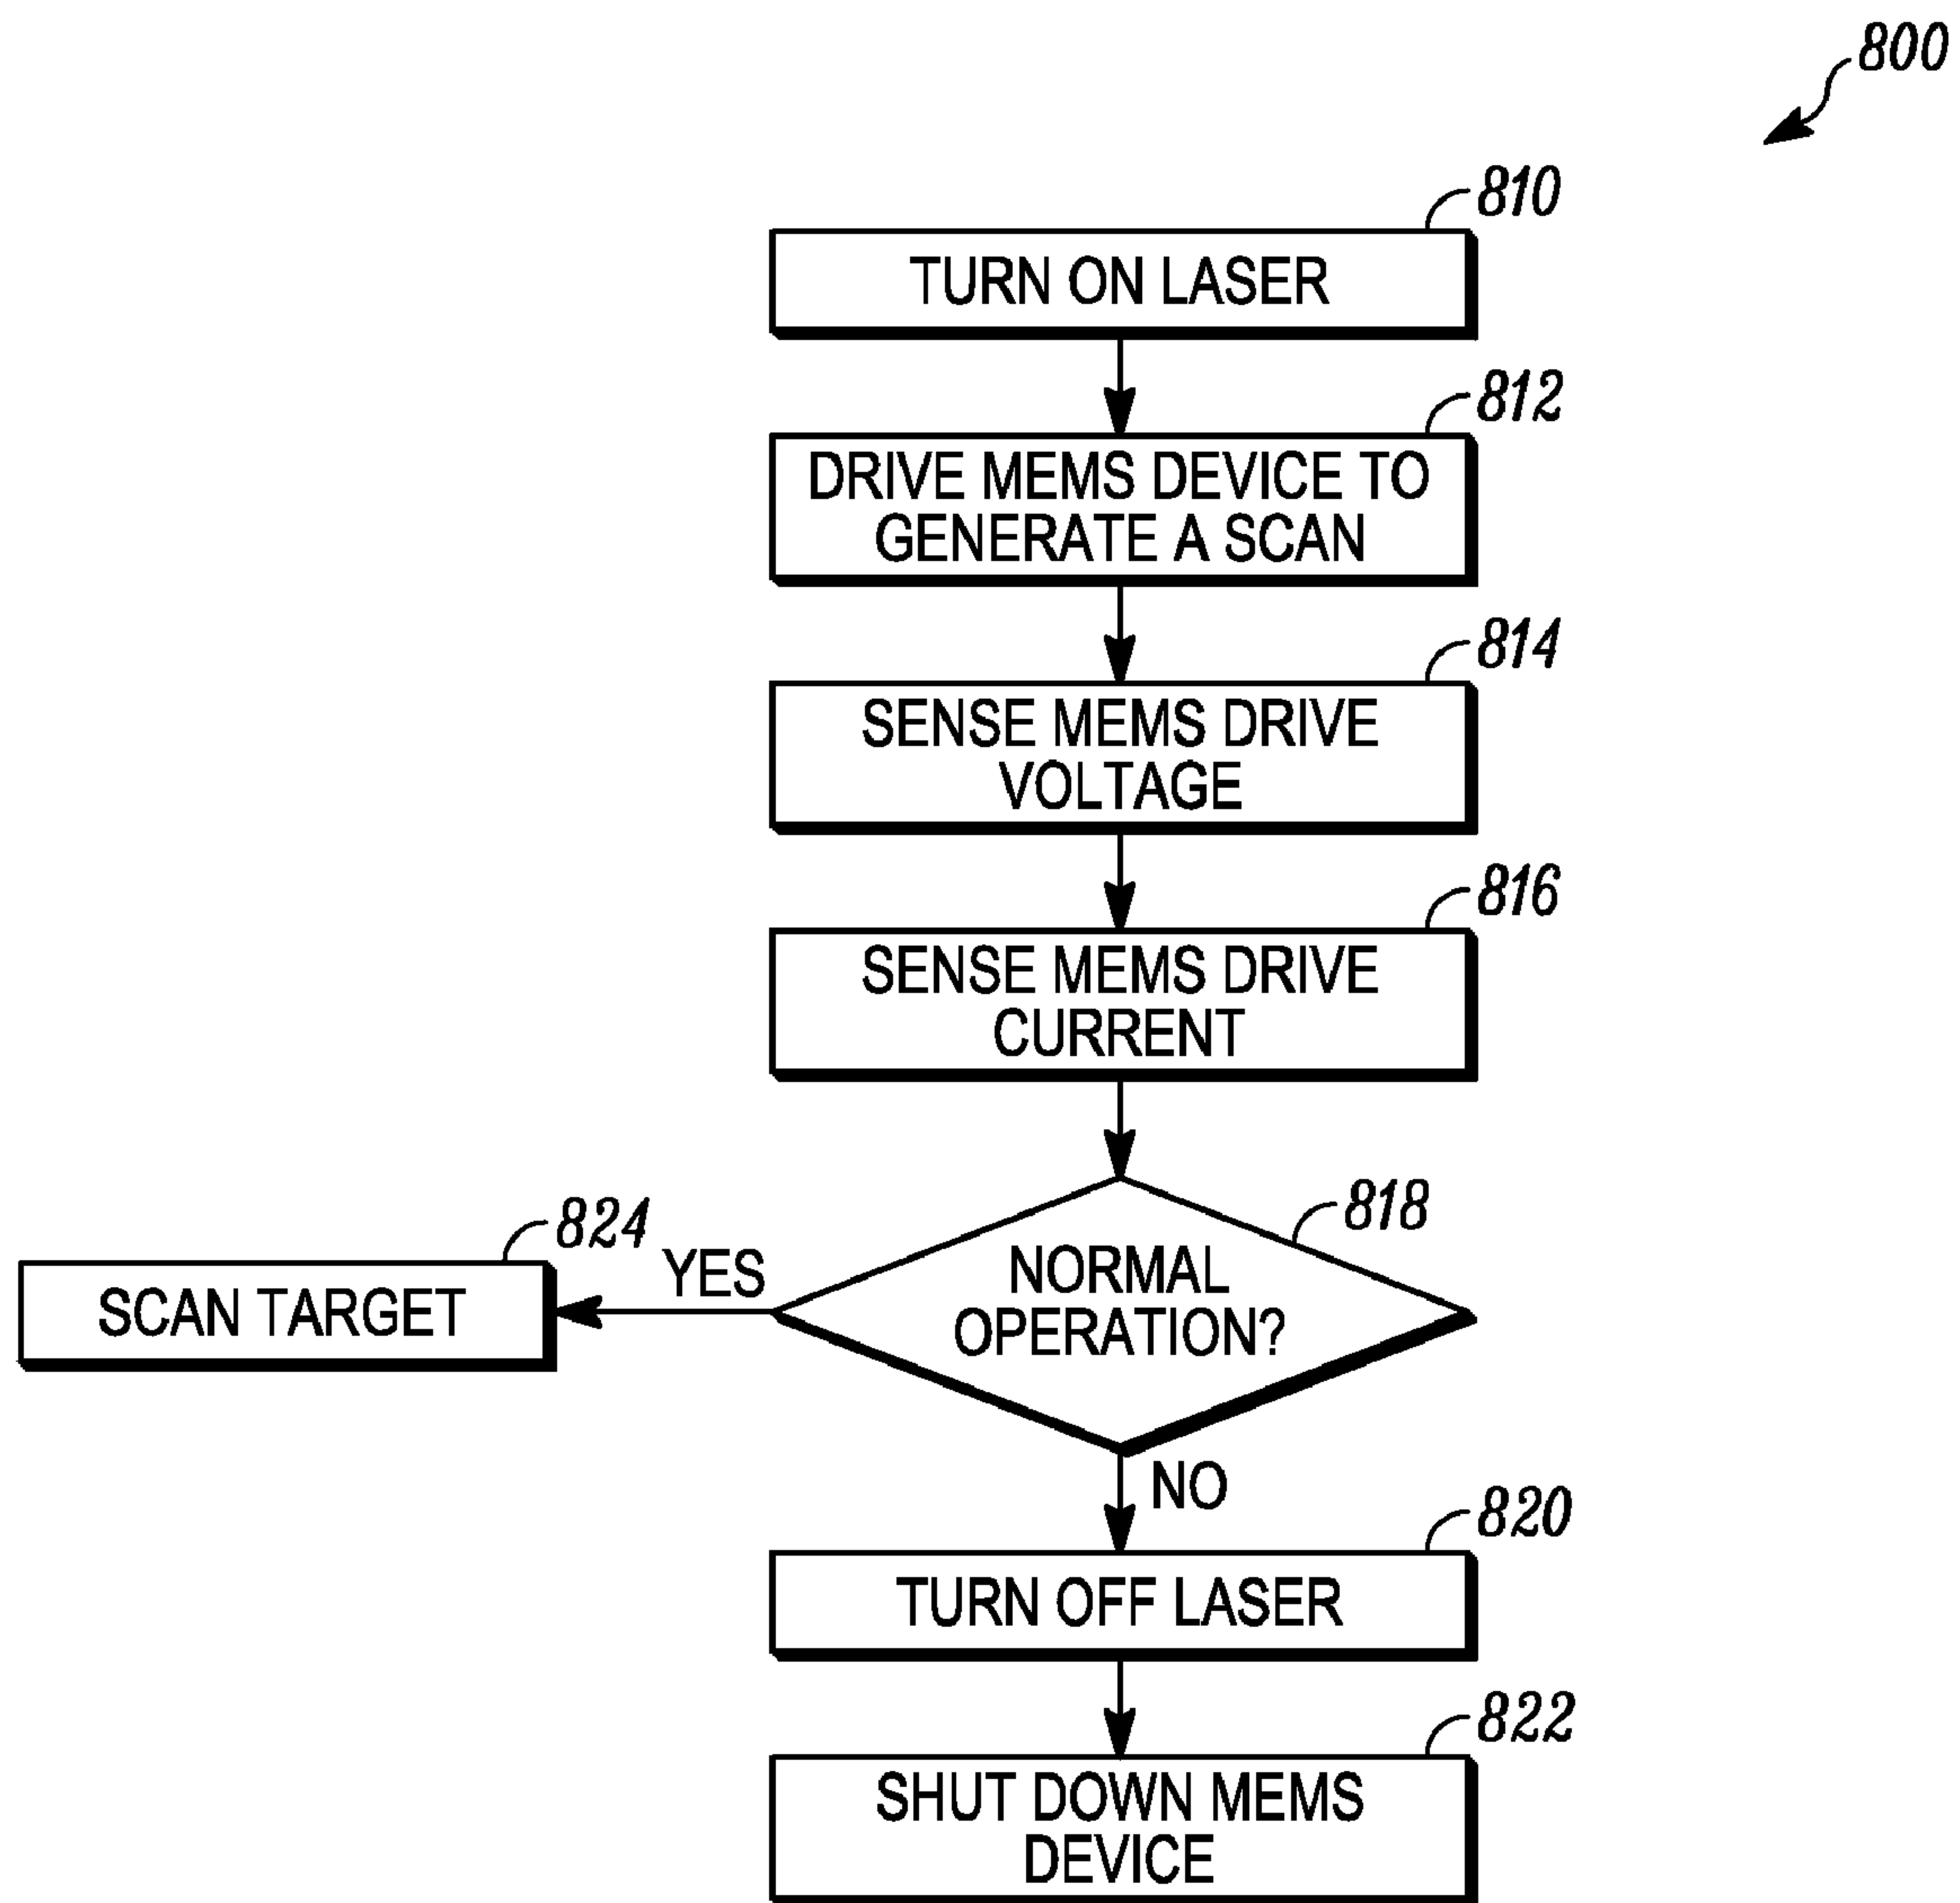 800
810
TURN ON LASER
812
DRIVE MEMS DEVICE TO
GENERATE A SCAN
814
SENSE MEMS DRIVE
VOLTAGE
816
SENSE MEMS DRIVE
CURRENT
818
NORMAL
OPERATION?
YES
824
SCAN TARGET
NO
820
TURN OFF LASER
822
SHUT DOWN MEMS
DEVICE